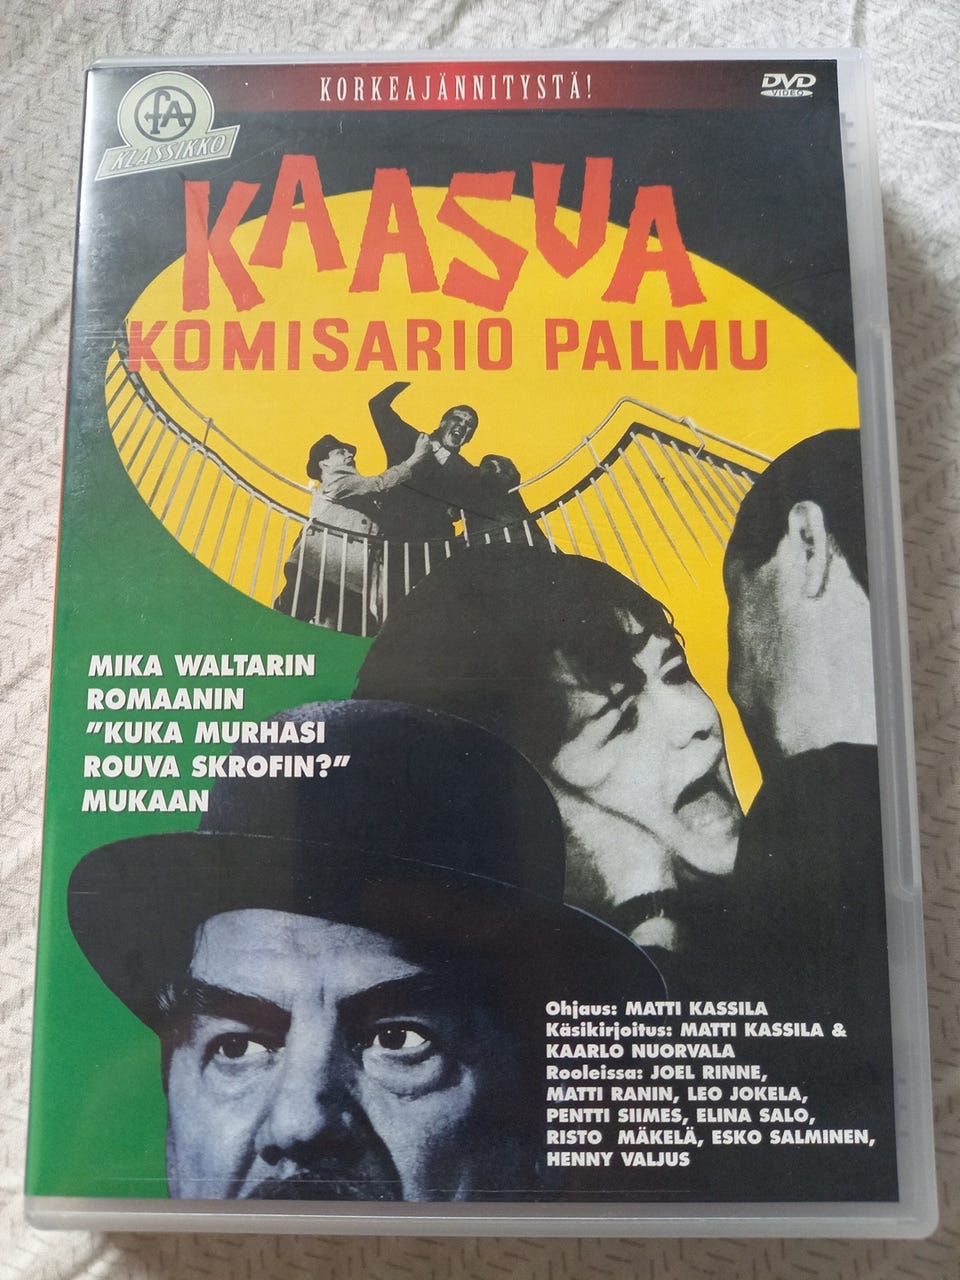 KORKEAJÄNNITYSTÄ!
DVD
VIDEO
fA
KLASSIKKO
KAASUA
KOMISARIO PALMU
MIKA WALTARIN
ROMAANIN
"KUKA MURHASI
ROUVA SKROFIN?"
MUKAAN
Ohjaus: MATTI KASSILA
Käsikirjoitus: MATTI KASSILA &
KAARLO NUORVALA
Rooleissa: JOEL RINNE,
MATTI RANIN, LEO JOKELA,
PENTTI SIIMES, ELINA SALO,
RISTO MÄKELÄ, ESKO SALMINEN,
HENNY VALJUS